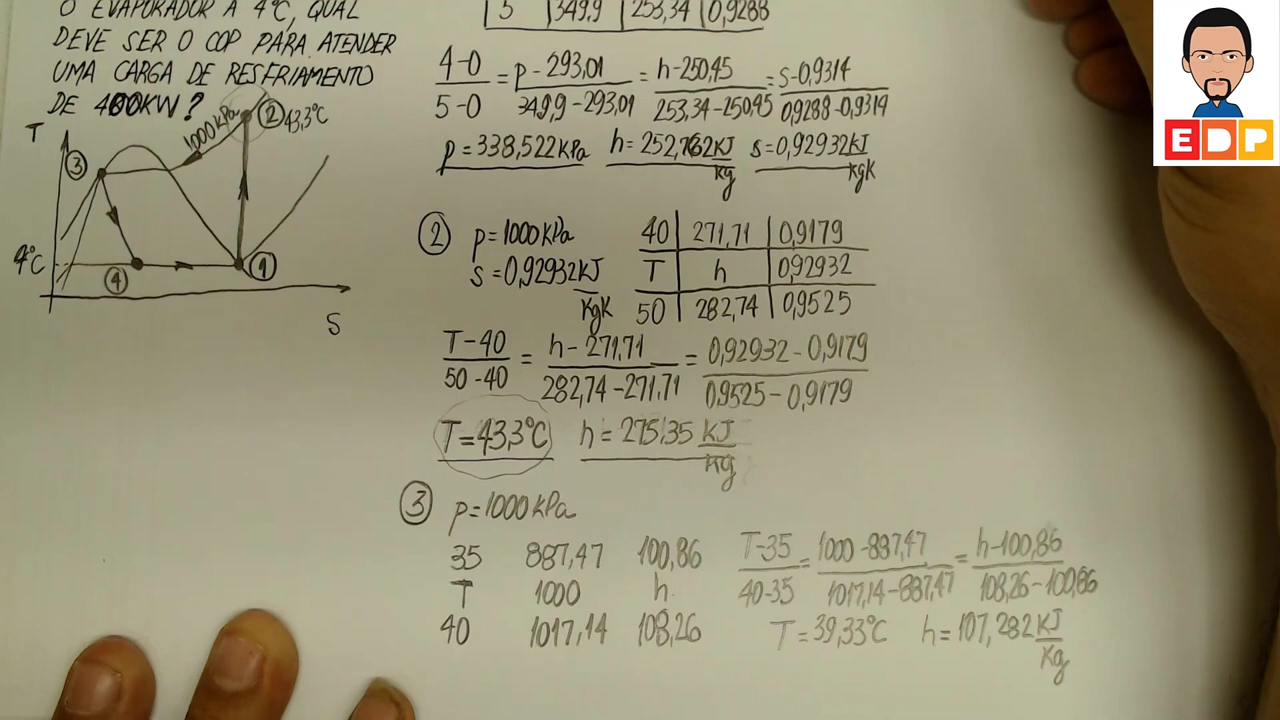 O EVAPORADOR A 4°C, QUAL
DEVE SER O COP PARA ATENDER
UMA CARGA DE RESFRIAMENTO
DE 400KW?
T
③
1000 kPa
② 43,3°C
4°C
④
①
S
5 | 349,9 | 253,34 | 0,9288
4-0 / 5-0 = p-293,01 / 349,9-293,01 = h-250,45 / 253,34-250,45 = s-0,9314 / 0,9288-0,9314
p=338,522 kPa h=252,762 KJ/kg s=0,92932 KJ/kgK
② p=1000 kPa
s=0,92932 KJ/KgK
40 | 271,71 | 0,9179
T | h | 0,92932
50 | 282,74 | 0,9525
T-40 / 50-40 = h-271,71 / 282,74-271,71 = 0,92932-0,9179 / 0,9525-0,9179
T=43,3°C h=275,35 KJ/kg
③ p=1000 kPa
35 887,47 100,86
T 1000 h
40 1017,14 108,26
T-35 / 40-35 = 1000-887,47 / 1017,14-887,47 = h-100,86 / 108,26-100,86
T=39,33°C h=107,282 KJ/Kg
EDP